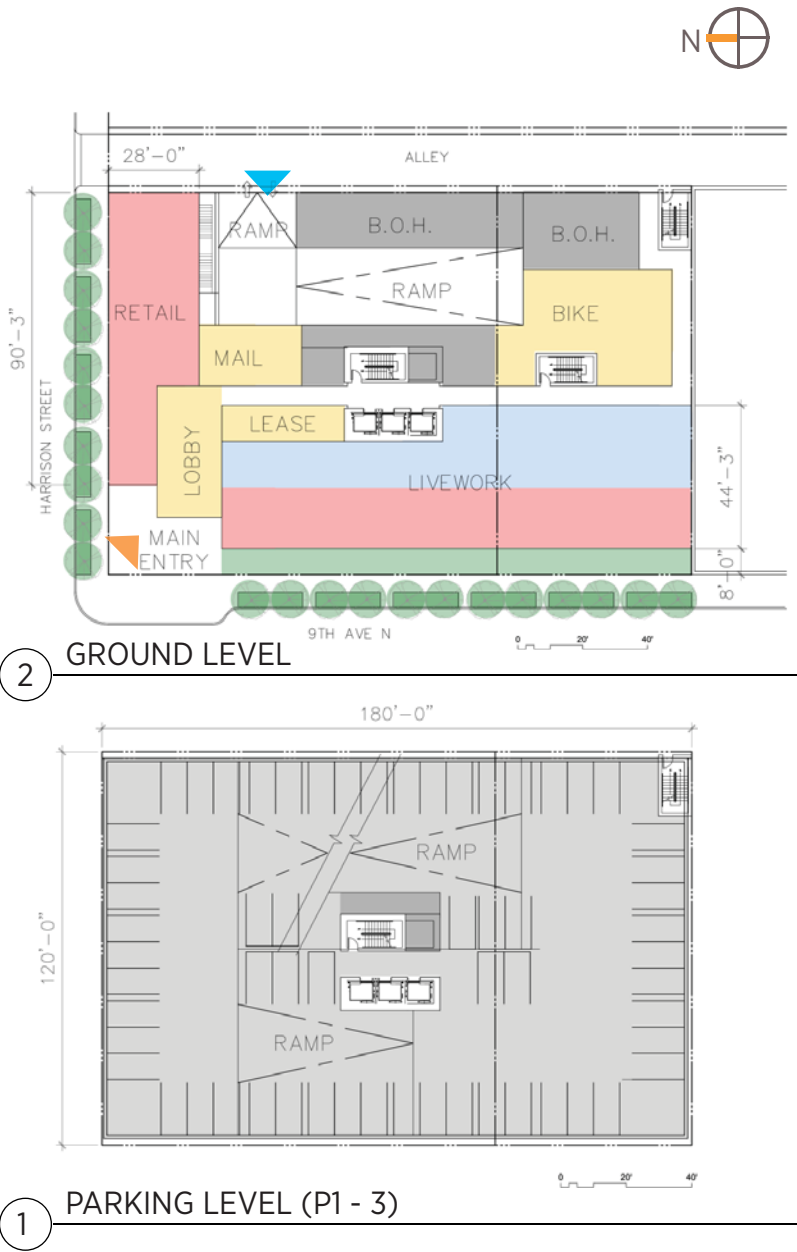 N
28'-0"
ALLEY
RAMP
B.O.H.
B.O.H.
RAMP
RETAIL
BIKE
90'-3"
MAIL
LEASE
LOBBY
HARRISON STREET
LIVEWORK
44'-3"
MAIN
ENTRY
8'-0"
9TH AVE N
0 20' 40'
2 GROUND LEVEL
180'-0"
RAMP
120'-0"
RAMP
0 20' 40'
1 PARKING LEVEL (P1 - 3)